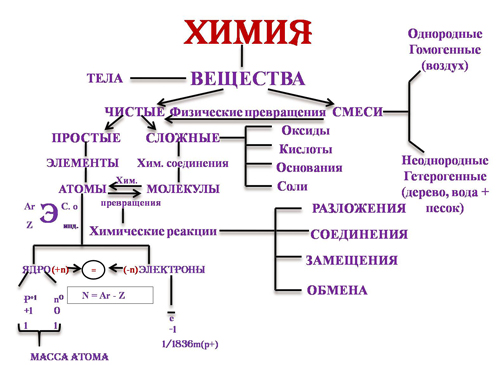 ХИМИЯ
ТЕЛА
ВЕЩЕСТВА
Однородные
Гомогенные
(воздух)
ЧИСТЫЕ Физические превращения СМЕСИ
ПРОСТЫЕ СЛОЖНЫЕ
Оксиды
Кислоты
Основания
Соли
Неоднородные
Гетерогенные
(дерево, вода +
песок)
ЭЛЕМЕНТЫ Хим. соединения
АТОМЫ Хим. МОЛЕКУЛЫ
превращения
Ar Э С. о
Z инд.
Химические реакции
РАЗЛОЖЕНИЯ
СОЕДИНЕНИЯ
ЗАМЕЩЕНИЯ
ОБМЕНА
ЯДРО(+n) = (-n)ЭЛЕКТРОНЫ
N = Ar - Z
p+1 n0
+1 0
1 1
e
-1
1/1836m(p+)
МАССА АТОМА